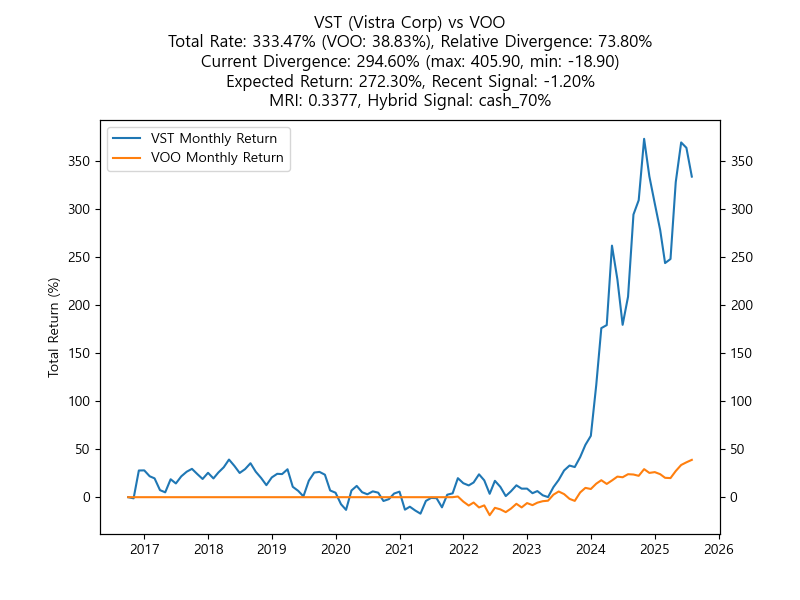 VST (Vistra Corp) vs VOO
Total Rate: 333.47% (VOO: 38.83%), Relative Divergence: 73.80%
Current Divergence: 294.60% (max: 405.90, min: -18.90)
Expected Return: 272.30%, Recent Signal: -1.20%
MRI: 0.3377, Hybrid Signal: cash_70%
VST Monthly Return
VOO Monthly Return
Total Return (%)
350
300
250
200
150
100
50
0
350
300
250
200
150
100
50
0
2017 2018 2019 2020 2021 2022 2023 2024 2025 2026